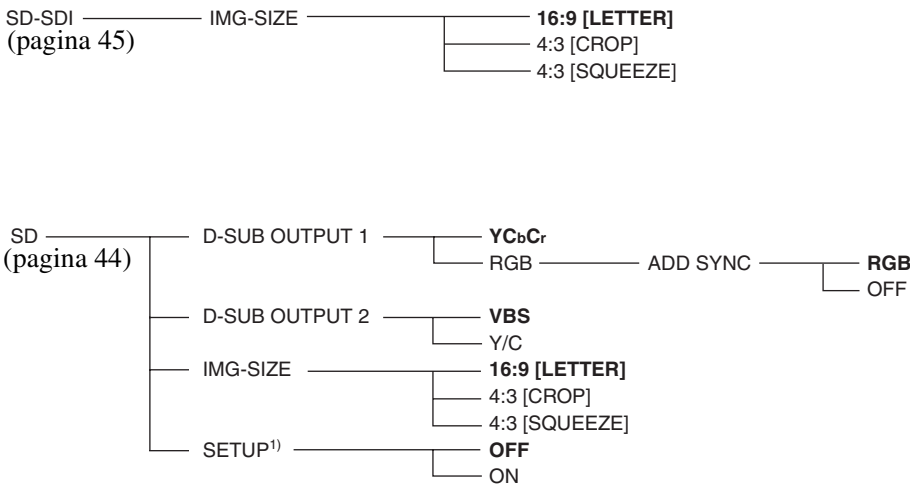 SD-SDI IMG-SIZE 16:9 [LETTER]
(pagina 45) 4:3 [CROP]
4:3 [SQUEEZE]
SD D-SUB OUTPUT 1 YCbCr
(pagina 44) RGB ADD SYNC RGB
OFF
D-SUB OUTPUT 2 VBS
Y/C
IMG-SIZE 16:9 [LETTER]
4:3 [CROP]
4:3 [SQUEEZE]
SETUP1) OFF
ON